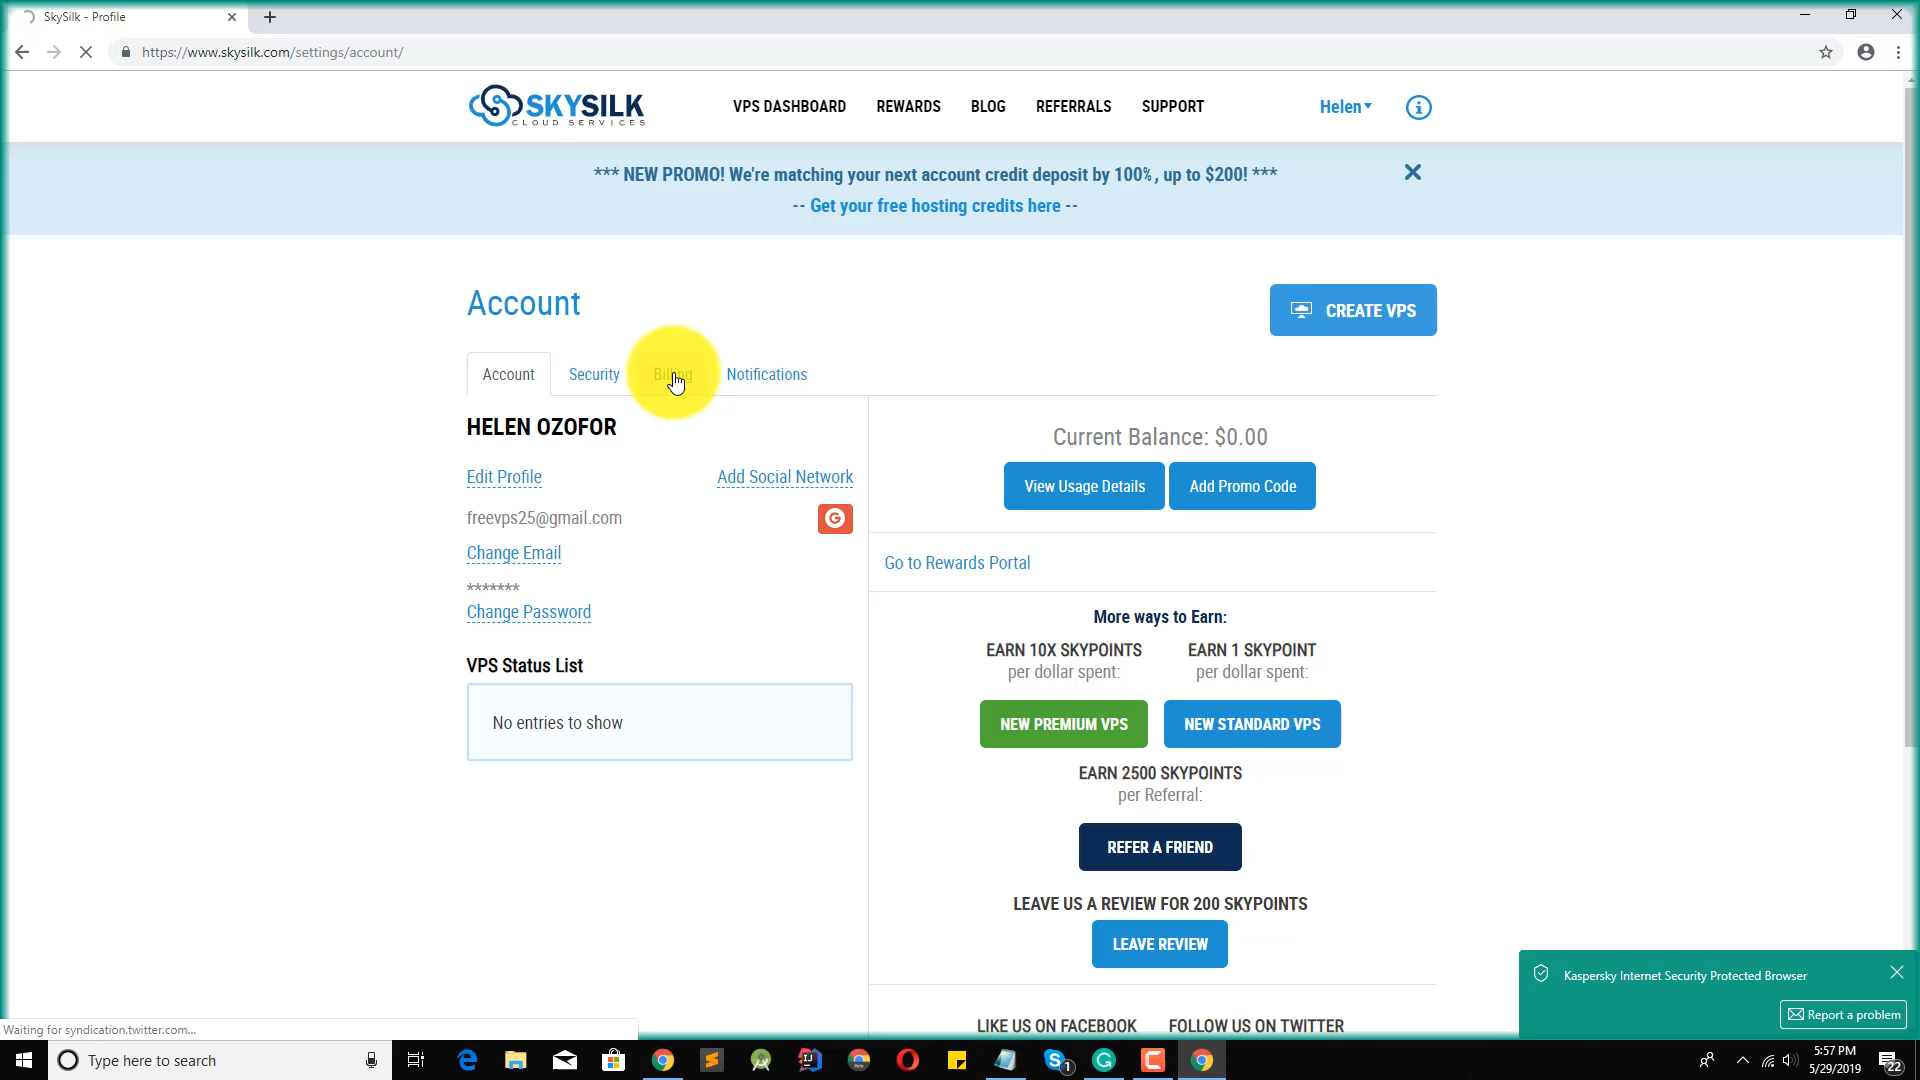 SkySilk - Profile
https://www.skysilk.com/settings/account/
SKYSILK
CLOUD SERVICES
VPS DASHBOARD
REWARDS
BLOG
REFERRALS
SUPPORT
Helen
*** NEW PROMO! We're matching your next account credit deposit by 100%, up to $200! ***
-- Get your free hosting credits here --
Account
CREATE VPS
Account
Security
Billing
Notifications
HELEN OZOFOR
Edit Profile
Add Social Network
freevps25@gmail.com
G
Change Email
*******
Change Password
VPS Status List
No entries to show
Current Balance: $0.00
View Usage Details
Add Promo Code
Go to Rewards Portal
More ways to Earn:
EARN 10X SKYPOINTS
per dollar spent:
EARN 1 SKYPOINT
per dollar spent:
NEW PREMIUM VPS
NEW STANDARD VPS
EARN 2500 SKYPOINTS
per Referral:
REFER A FRIEND
LEAVE US A REVIEW FOR 200 SKYPOINTS
LEAVE REVIEW
LIKE US ON FACEBOOK
FOLLOW US ON TWITTER
Kaspersky Internet Security Protected Browser
Report a problem
Waiting for syndication.twitter.com...
Type here to search
1
5:57 PM
5/29/2019
22